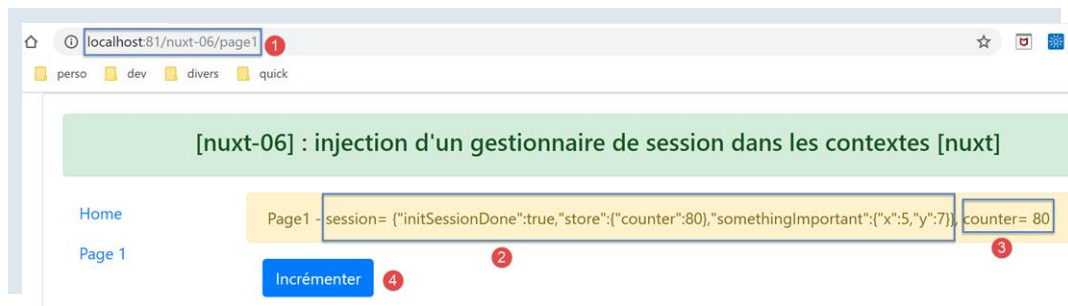 localhost:81/nuxt-06/page1 1
perso dev divers quick
[nuxt-06] : injection d'un gestionnaire de session dans les contextes [nuxt]
Home
Page1 - session= {"initSessionDone":true,"store":{"counter":80},"somethingImportant":{"x":5,"y":7}}, counter= 80
Page 1
2
3
Incrémenter 4